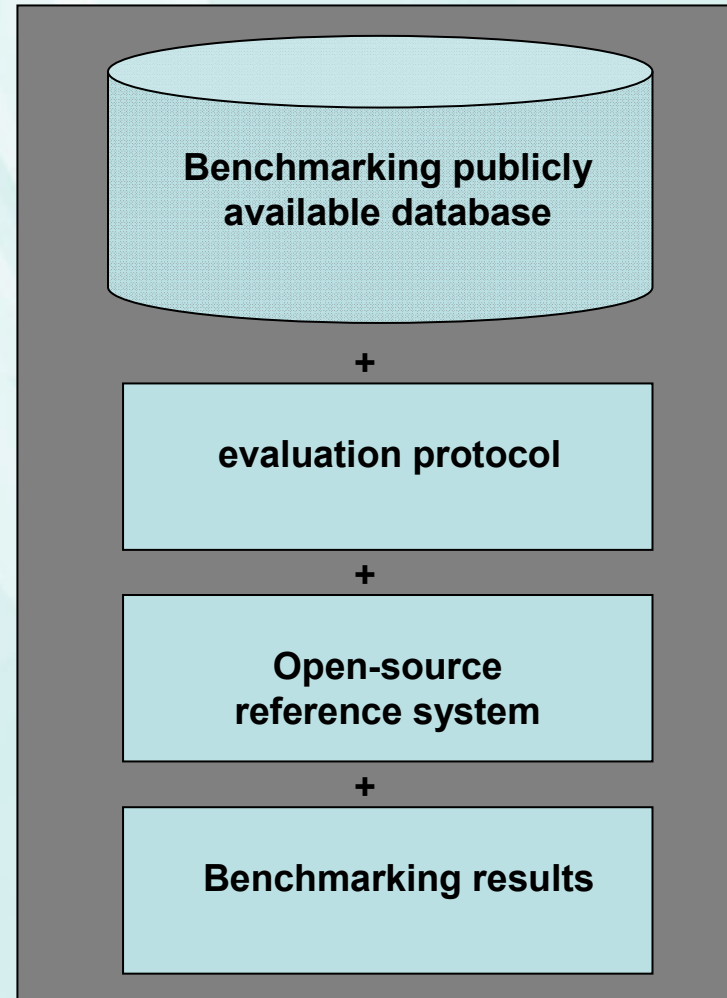 Benchmarking publicly
available database
+
evaluation protocol
+
Open-source
reference system
+
Benchmarking results